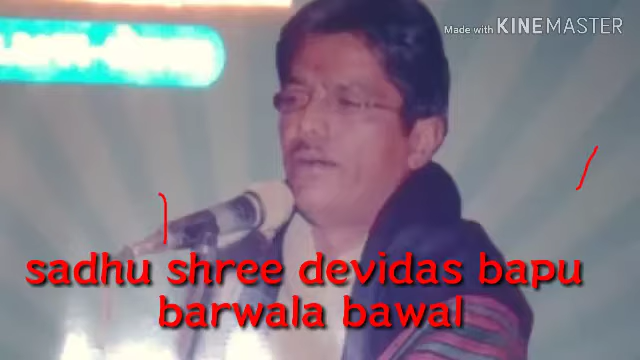 Made with KINEMASTER
sadhu shree devidas bapu
barwala bawal